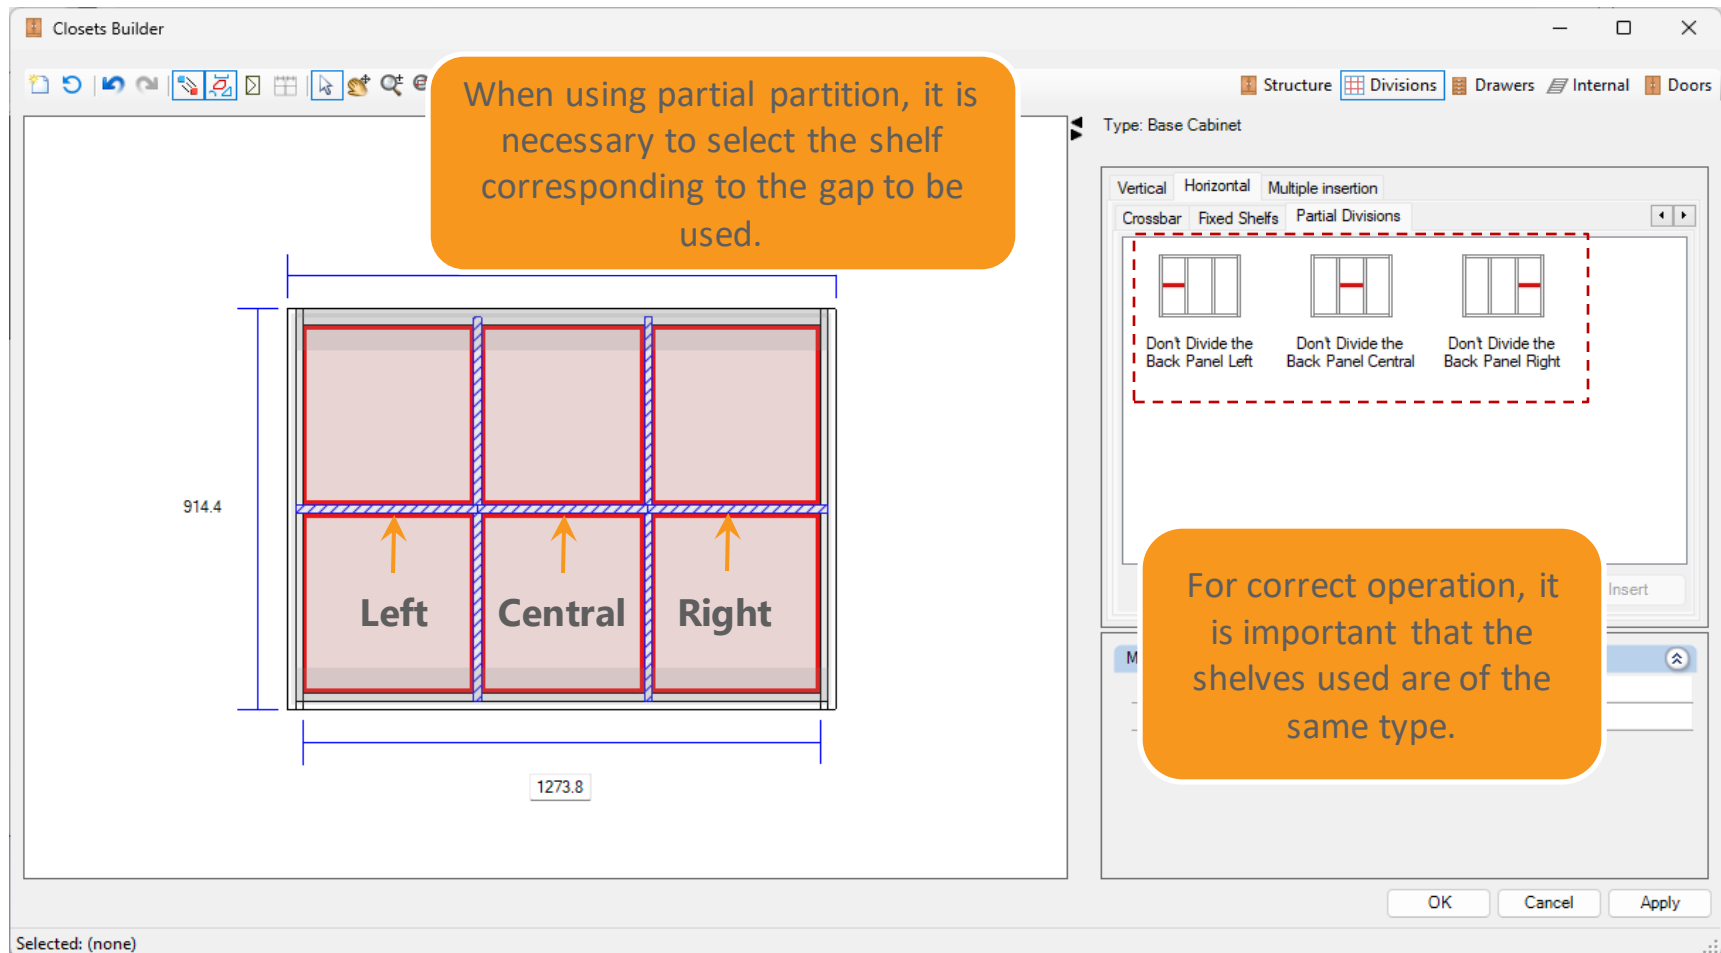 Closets Builder
Structure
Divisions
Drawers
Internal
Doors
When using partial partition, it is
necessary to select the shelf
corresponding to the gap to be
used.
Type: Base Cabinet
Vertical
Horizontal
Multiple insertion
Crossbar
Fixed Shelfs
Partial Divisions
Don't Divide the
Back Panel Left
Don't Divide the
Back Panel Central
Don't Divide the
Back Panel Right
914.4
Left
Central
Right
1273.8
Insert
For correct operation, it
is important that the
shelves used are of the
same type.
M
OK
Cancel
Apply
Selected: (none)